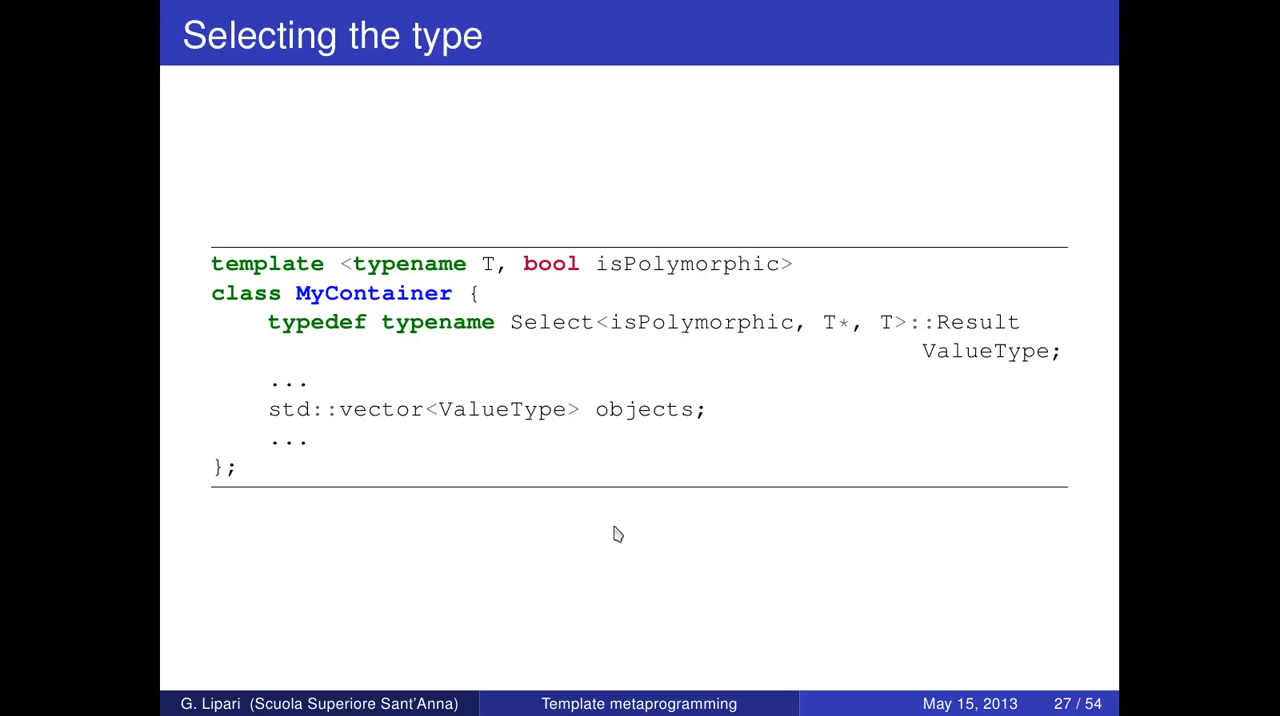 Selecting the type
template <typename T, bool isPolymorphic>
class MyContainer {
typedef typename Select<isPolymorphic, T*, T>::Result
ValueType;
...
std::vector<ValueType> objects;
...
};
G. Lipari (Scuola Superiore Sant'Anna) Template metaprogramming May 15, 2013 27 / 54